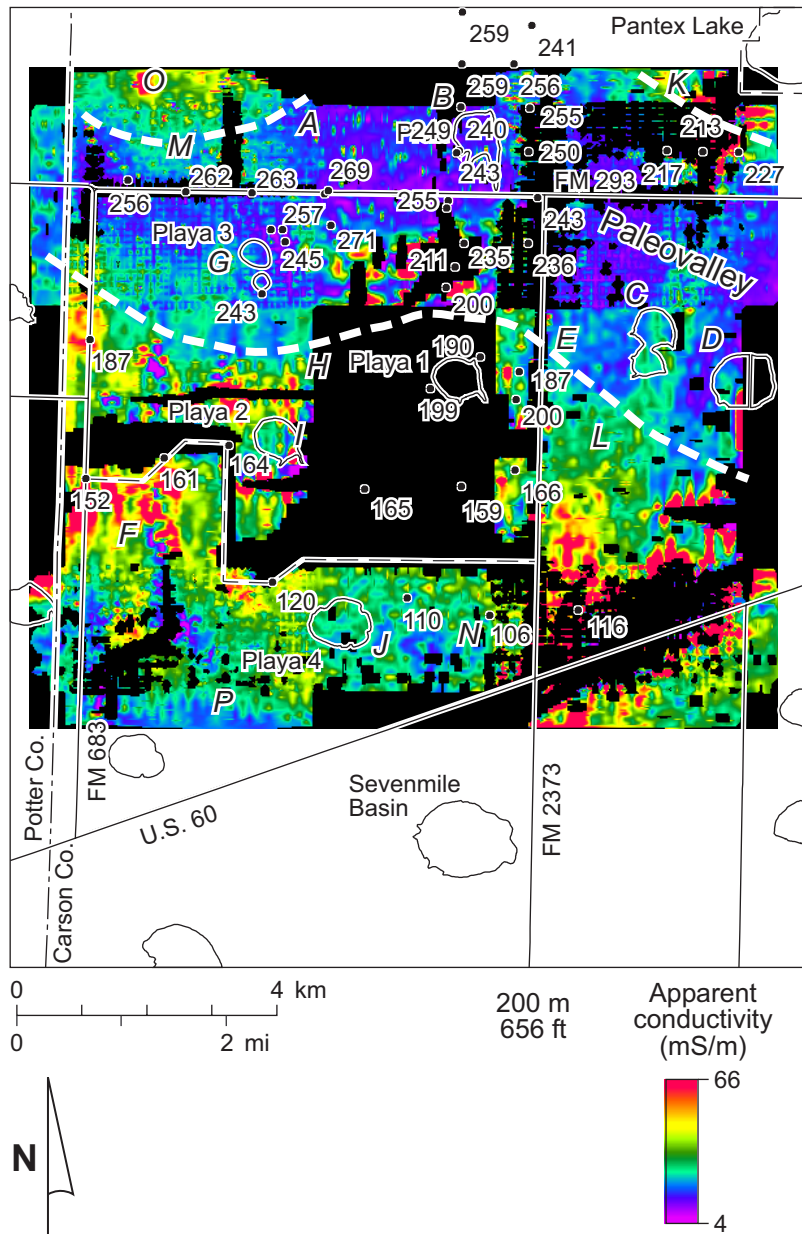 259
241
Pantex Lake
O
K
B
259
256
255
A
P
249
240
213
M
250
217
227
243
262
263
269
FM 293
256
255
243
257
Playa 3
271
245
235
236
Paleovalley
G
211
243
200
C
E
D
187
H
Playa 1
190
187
199
200
Playa 2
I
L
161
164
152
165
159
166
F
120
110
N
106
116
J
Playa 4
P
Potter Co.
FM 683
U.S. 60
Carson Co.
Sevenmile
Basin
FM 2373
0
4 km
0
2 mi
200 m
656 ft
Apparent
conductivity
(mS/m)
66
4
N